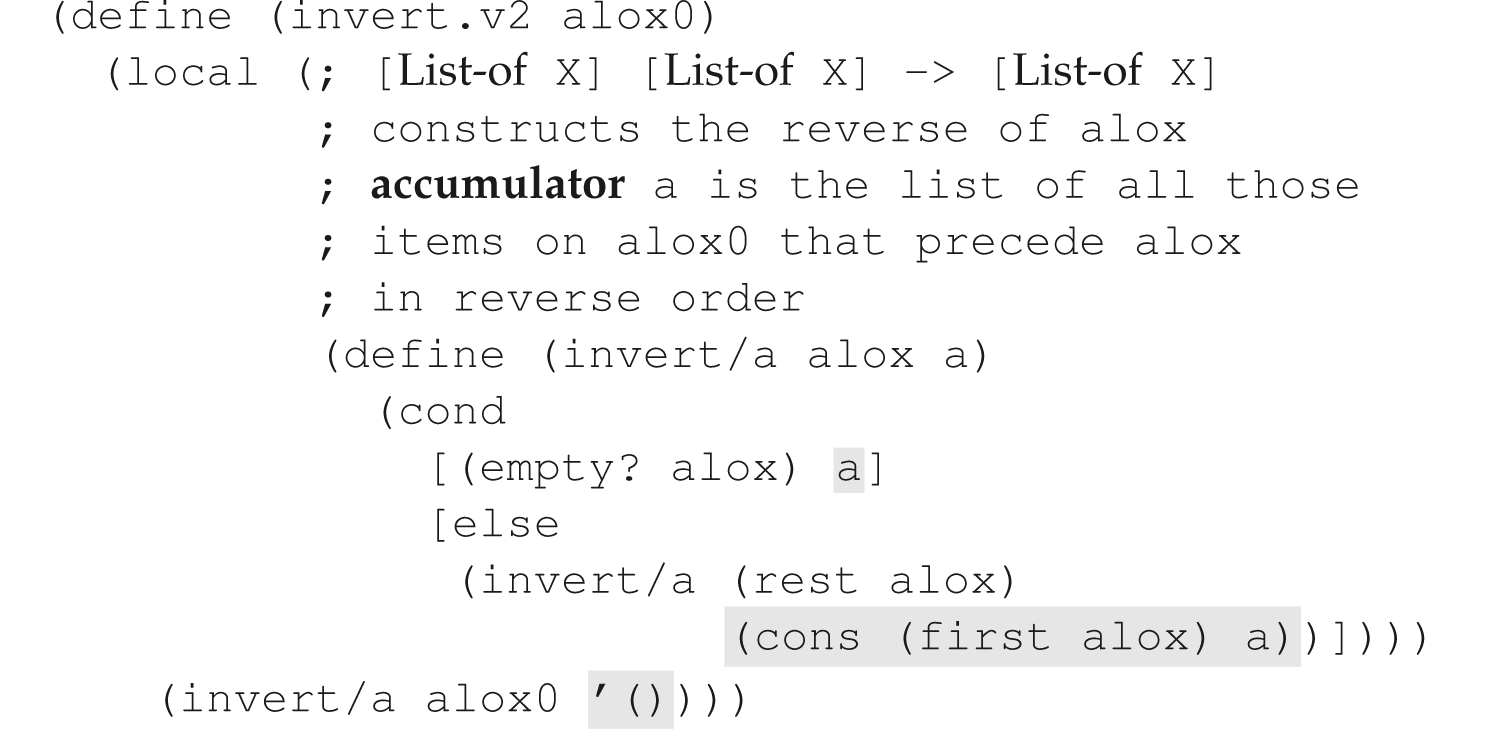 (define (invert.v2 alox0)
(local (; [List-of X] [List-of X] -> [List-of X]
; constructs the reverse of alox
; accumulator a is the list of all those
; items on alox0 that precede alox
; in reverse order
(define (invert/a alox a)
(cond
[(empty? alox) a]
[else
(invert/a (rest alox)
(cons (first alox) a))])))
(invert/a alox0 ’())))